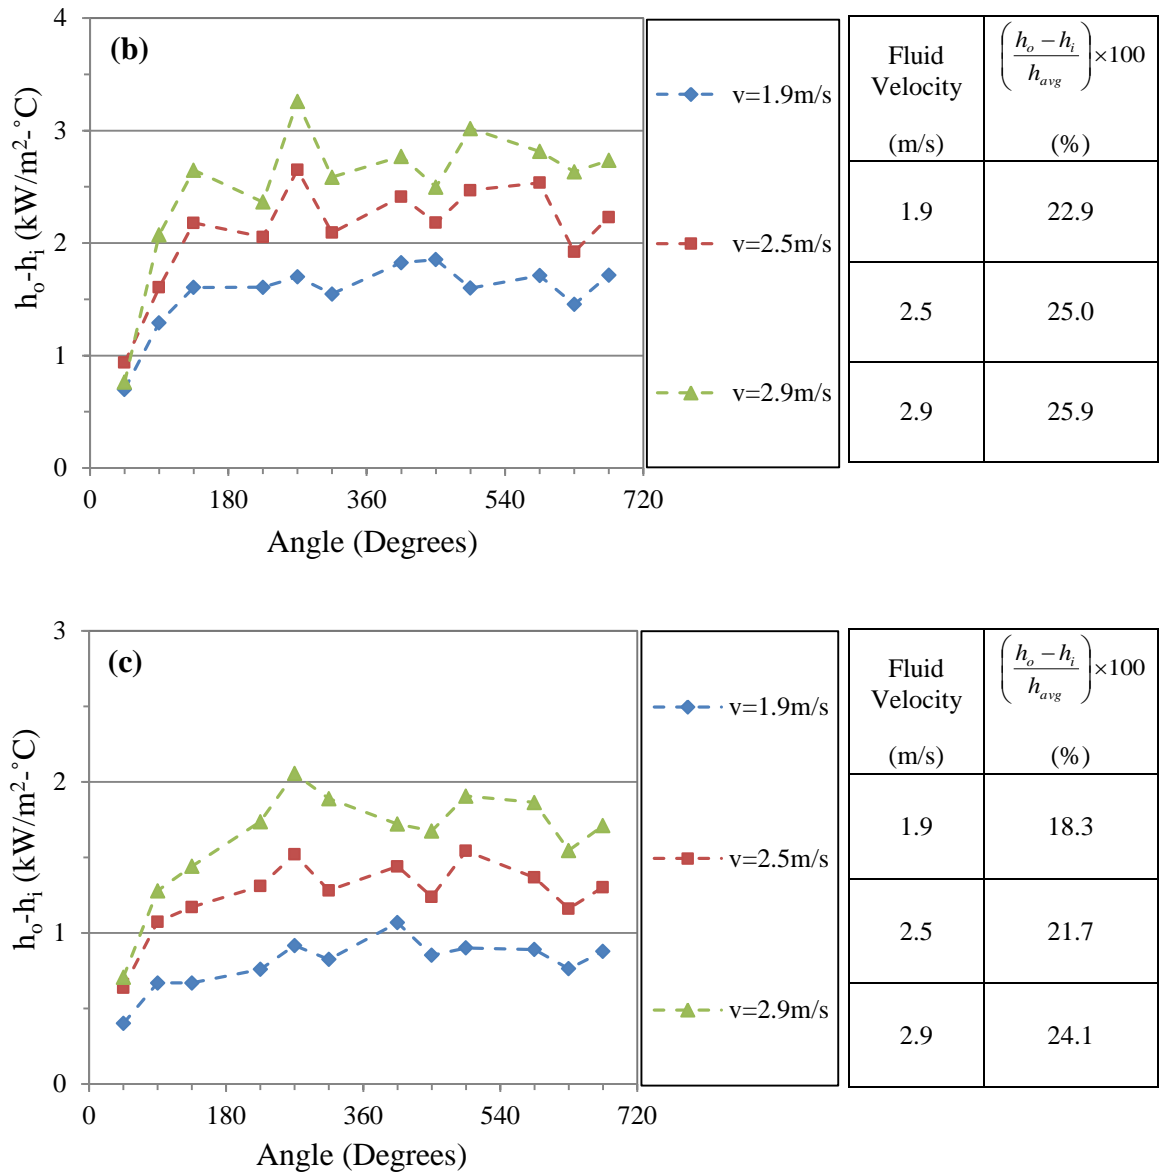 (b)
4
3
2
1
0
0 180 360 540 720
hₒ-hᵢ (kW/m²-˚C)
Angle (Degrees)
v=1.9m/s
v=2.5m/s
v=2.9m/s
Fluid Velocity (m/s)
(hₒ − hᵢ / h_avg) ×100 (%)
1.9 22.9
2.5 25.0
2.9 25.9
(c)
3
2
1
0
0 180 360 540 720
hₒ-hᵢ (kW/m²-˚C)
Angle (Degrees)
v=1.9m/s
v=2.5m/s
v=2.9m/s
Fluid Velocity (m/s)
(hₒ − hᵢ / h_avg) ×100 (%)
1.9 18.3
2.5 21.7
2.9 24.1